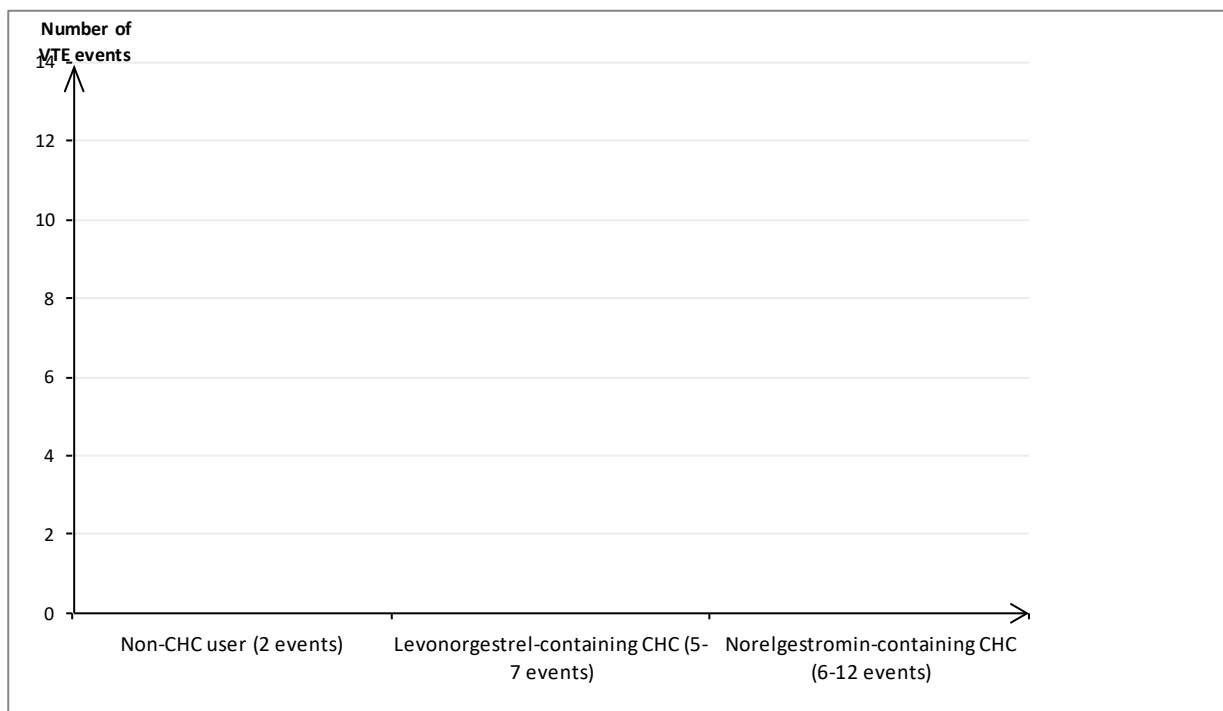 Number of
VTE events
14
12
10
8
6
4
2
0
Non-CHC user (2 events)
Levonorgestrel-containing CHC (5-
7 events)
Norelgestromin-containing CHC
(6-12 events)